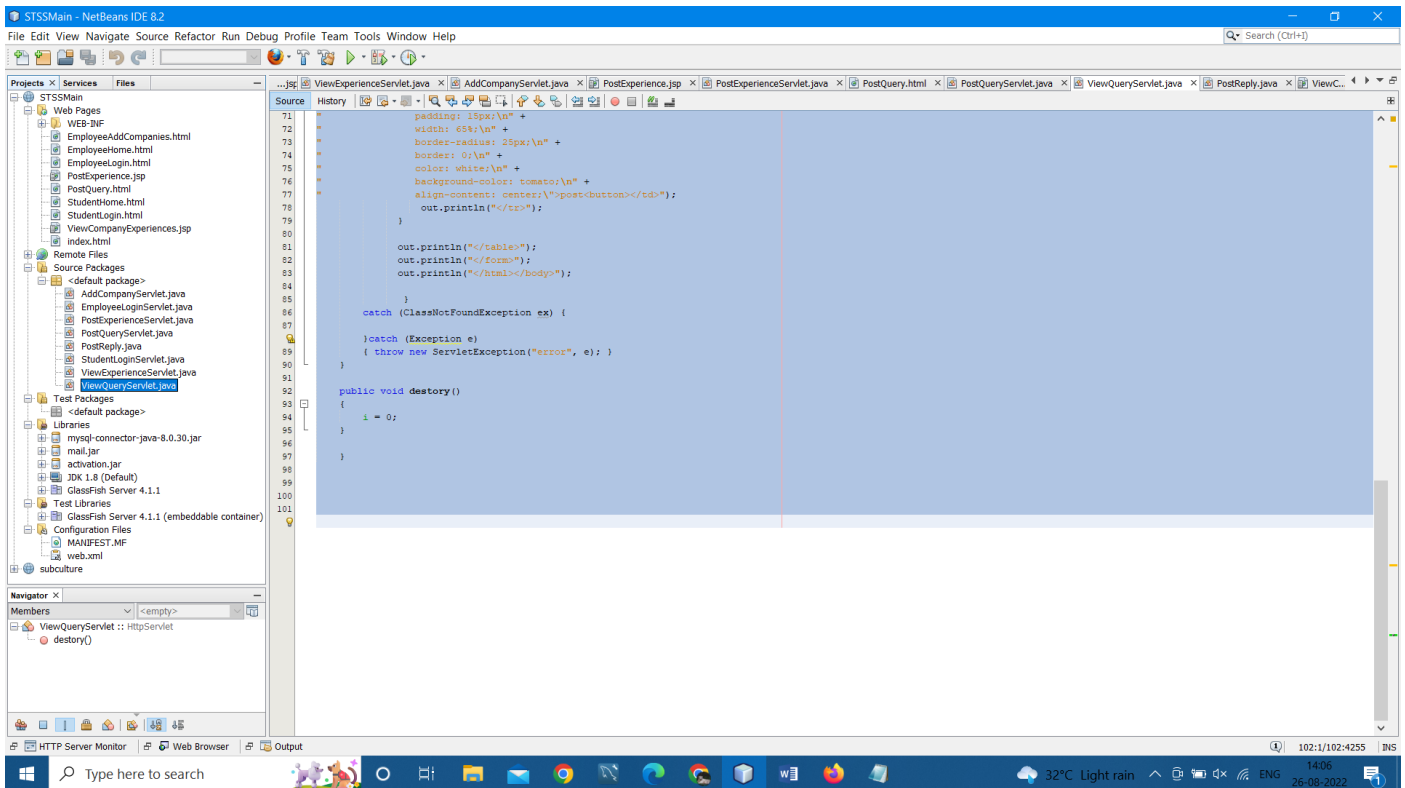 STSSMain - NetBeans IDE 8.2
File Edit View Navigate Source Refactor Run Debug Profile Team Tools Window Help
Search (Ctrl+I)
Projects Services Files
...jsp ViewExperienceServlet.java AddCompanyServlet.java PostExperience.jsp PostExperienceServlet.java PostQuery.html PostQueryServlet.java ViewQueryServlet.java PostReply.java ViewC...
Source History
STSSMain
Web Pages
WEB-INF
EmployeeAddCompanies.html
EmployeeHome.html
EmployeeLogin.html
PostExperience.jsp
PostQuery.html
StudentHome.html
StudentLogin.html
ViewCompanyExperiences.jsp
index.html
Remote Files
Source Packages
<default package>
AddCompanyServlet.java
EmployeeLoginServlet.java
PostExperienceServlet.java
PostQueryServlet.java
PostReply.java
StudentLoginServlet.java
ViewExperienceServlet.java
ViewQueryServlet.java
Test Packages
<default package>
Libraries
mysql-connector-java-8.0.30.jar
mail.jar
activation.jar
JDK 1.8 (Default)
GlassFish Server 4.1.1
Test Libraries
GlassFish Server 4.1.1 (embeddable container)
Configuration Files
MANIFEST.MF
web.xml
subculture
71 " padding: 15px;\n" +
72 " width: 65%;\n" +
73 " border-radius: 25px;\n" +
74 " border: 0;\n" +
75 " color: white;\n" +
76 " background-color: tomato;\n" +
77 " align-content: center;\">post<button></td>");
78 out.println("</tr>");
79 }
80
81 out.println("</table>");
82 out.println("</form>");
83 out.println("</html></body>");
84
85 }
86 catch (ClassNotFoundException ex) {
87
}catch (Exception e)
89 { throw new ServletException("error", e); }
90 }
91
92 public void destory()
93 {
94 i = 0;
95 }
96
97 }
98
99
100
101
Navigator
Members <empty>
ViewQueryServlet :: HttpServlet
destory()
HTTP Server Monitor Web Browser Output
1 102:1/102:4255 INS
Type here to search
32°C Light rain ENG
14:06
26-08-2022
1